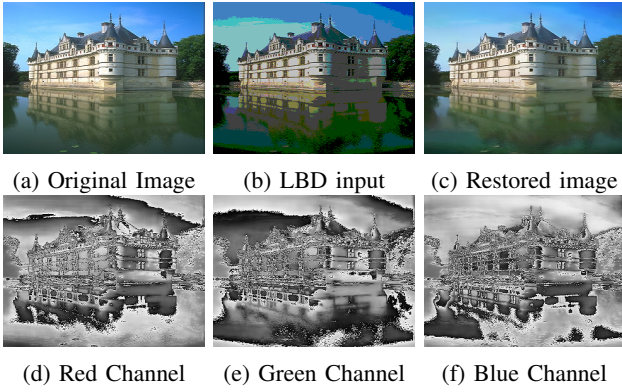 (a) Original Image
(b) LBD input
(c) Restored image
(d) Red Channel
(e) Green Channel
(f) Blue Channel